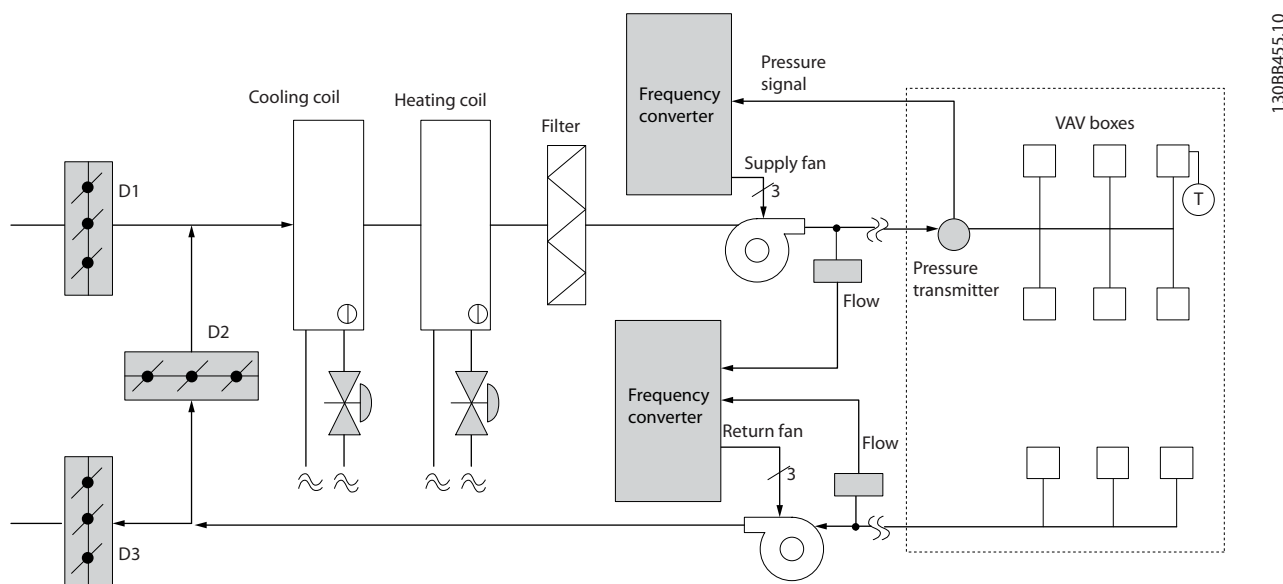 130BB455.10
Pressure
signal
Cooling coil
Heating coil
Frequency
converter
Filter
VAV boxes
Supply fan
3
D1
T
Pressure
transmitter
Flow
D2
Frequency
converter
Return fan
Flow
3
D3